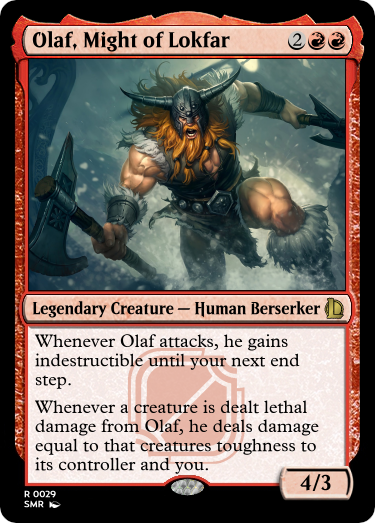 Olaf, Might of Lokfar 2
Legendary Creature — Human Berserker
Whenever Olaf attacks, he gains
indestructible until your next end
step.
Whenever a creature is dealt lethal
damage from Olaf, he deals damage
equal to that creatures toughness to
its controller and you.
4/3
R 0029
SMR